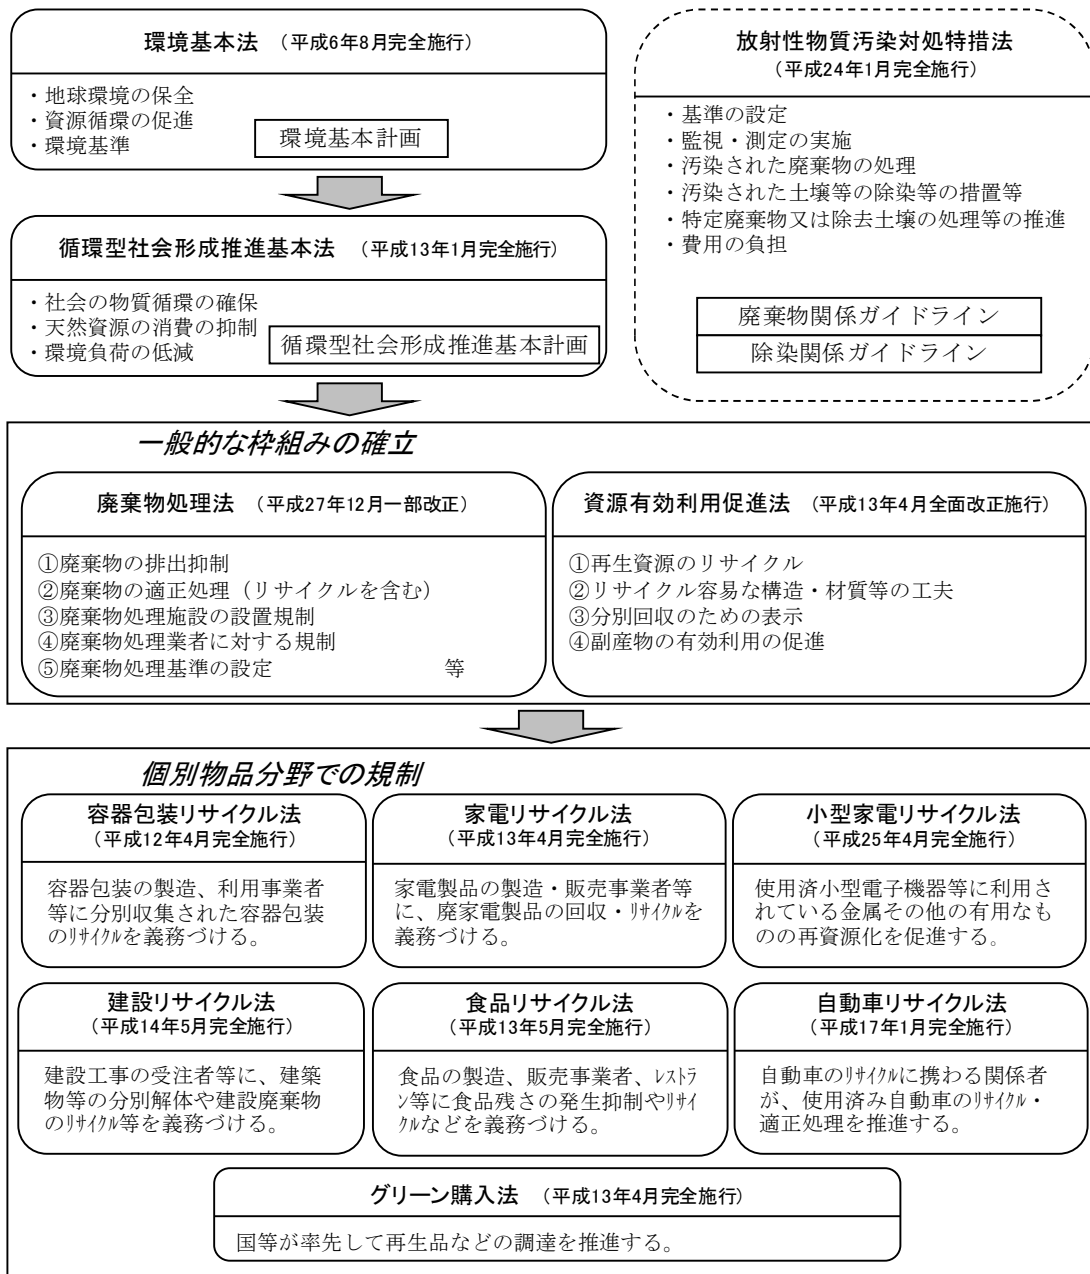 環境基本法 （平成6年8月完全施行）
・地球環境の保全
・資源循環の促進
・環境基準
環境基本計画
循環型社会形成推進基本法 （平成13年1月完全施行）
・社会の物質循環の確保
・天然資源の消費の抑制
・環境負荷の低減
循環型社会形成推進基本計画
放射性物質汚染対処特措法
（平成24年1月完全施行）
・基準の設定
・監視・測定の実施
・汚染された廃棄物の処理
・汚染された土壌等の除染等の措置等
・特定廃棄物又は除去土壌の処理等の推進
・費用の負担
廃棄物関係ガイドライン
除染関係ガイドライン
一般的な枠組みの確立
廃棄物処理法 （平成27年12月一部改正）
①廃棄物の排出抑制
②廃棄物の適正処理（リサイクルを含む）
③廃棄物処理施設の設置規制
④廃棄物処理業者に対する規制
⑤廃棄物処理基準の設定 等
資源有効利用促進法 （平成13年4月全面改正施行）
①再生資源のリサイクル
②リサイクル容易な構造・材質等の工夫
③分別回収のための表示
④副産物の有効利用の促進
個別物品分野での規制
容器包装リサイクル法
（平成12年4月完全施行）
容器包装の製造、利用事業者
等に分別収集された容器包装
のﾘｻｲｸﾙを義務づける。
家電リサイクル法
（平成13年4月完全施行）
家電製品の製造・販売事業者等
に、廃家電製品の回収・ﾘｻｲｸﾙを
義務づける。
小型家電リサイクル法
（平成25年4月完全施行）
使用済小型電子機器等に利用さ
れている金属その他の有用なも
のの再資源化を促進する。
建設リサイクル法
（平成14年5月完全施行）
建設工事の受注者等に、建築
物等の分別解体や建設廃棄物
のﾘｻｲｸﾙ等を義務づける。
食品リサイクル法
（平成13年5月完全施行）
食品の製造、販売事業者、ﾚｽﾄﾗ
ﾝ等に食品残さの発生抑制やﾘｻｲ
ｸﾙなどを義務づける。
自動車リサイクル法
（平成17年1月完全施行）
自動車のﾘｻｲｸﾙに携わる関係者
が、使用済み自動車のﾘｻｲｸﾙ・
適正処理を推進する。
グリーン購入法 （平成13年4月完全施行）
国等が率先して再生品などの調達を推進する。